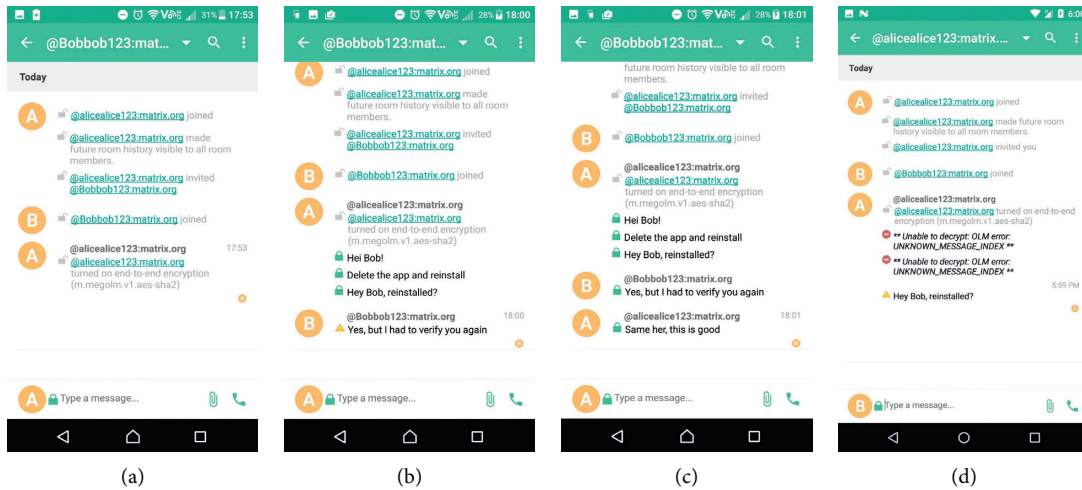 31% 17:53
@Bobbob123:mat...
Today
A
@alicealice123:matrix.org joined
@alicealice123:matrix.org made
future room history visible to all room
members.
@alicealice123:matrix.org invited
@Bobbob123:matrix.org
B
@Bobbob123:matrix.org joined
@alicealice123:matrix.org 17:53
A
@alicealice123:matrix.org
turned on end-to-end encryption
(m.megolm.v1.aes-sha2)
B
A Type a message...
(a)
28% 18:00
@Bobbob123:mat...
A
@alicealice123:matrix.org joined
@alicealice123:matrix.org made
future room history visible to all room
members.
@alicealice123:matrix.org invited
@Bobbob123:matrix.org
B
@Bobbob123:matrix.org joined
@alicealice123:matrix.org
A
@alicealice123:matrix.org
turned on end-to-end encryption
(m.megolm.v1.aes-sha2)
Hei Bob!
Delete the app and reinstall
Hey Bob, reinstalled?
@Bobbob123:matrix.org 18:00
B
Yes, but I had to verify you again
B
A Type a message...
(b)
28% 18:01
@Bobbob123:mat...
future room history visible to all room
members.
@alicealice123:matrix.org invited
@Bobbob123:matrix.org
B
@Bobbob123:matrix.org joined
@alicealice123:matrix.org
A
@alicealice123:matrix.org
turned on end-to-end encryption
(m.megolm.v1.aes-sha2)
Hei Bob!
Delete the app and reinstall
Hey Bob, reinstalled?
@Bobbob123:matrix.org
B
Yes, but I had to verify you again
@alicealice123:matrix.org 18:01
A
Same her, this is good
B
A Type a message...
(c)
@alicealice123:matrix....
Today
A
@alicealice123:matrix.org joined
@alicealice123:matrix.org made future room
history visible to all room members.
@alicealice123:matrix.org invited you
B
@Bobbob123:matrix.org joined
@alicealice123:matrix.org
A
@alicealice123:matrix.org turned on end-to-end
encryption (m.megolm.v1.aes-sha2)
** Unable to decrypt: OLM error:
UNKNOWN_MESSAGE_INDEX **
** Unable to decrypt: OLM error:
UNKNOWN_MESSAGE_INDEX **
5:59 PM
Hey Bob, reinstalled?
B
B Type a message...
(d)